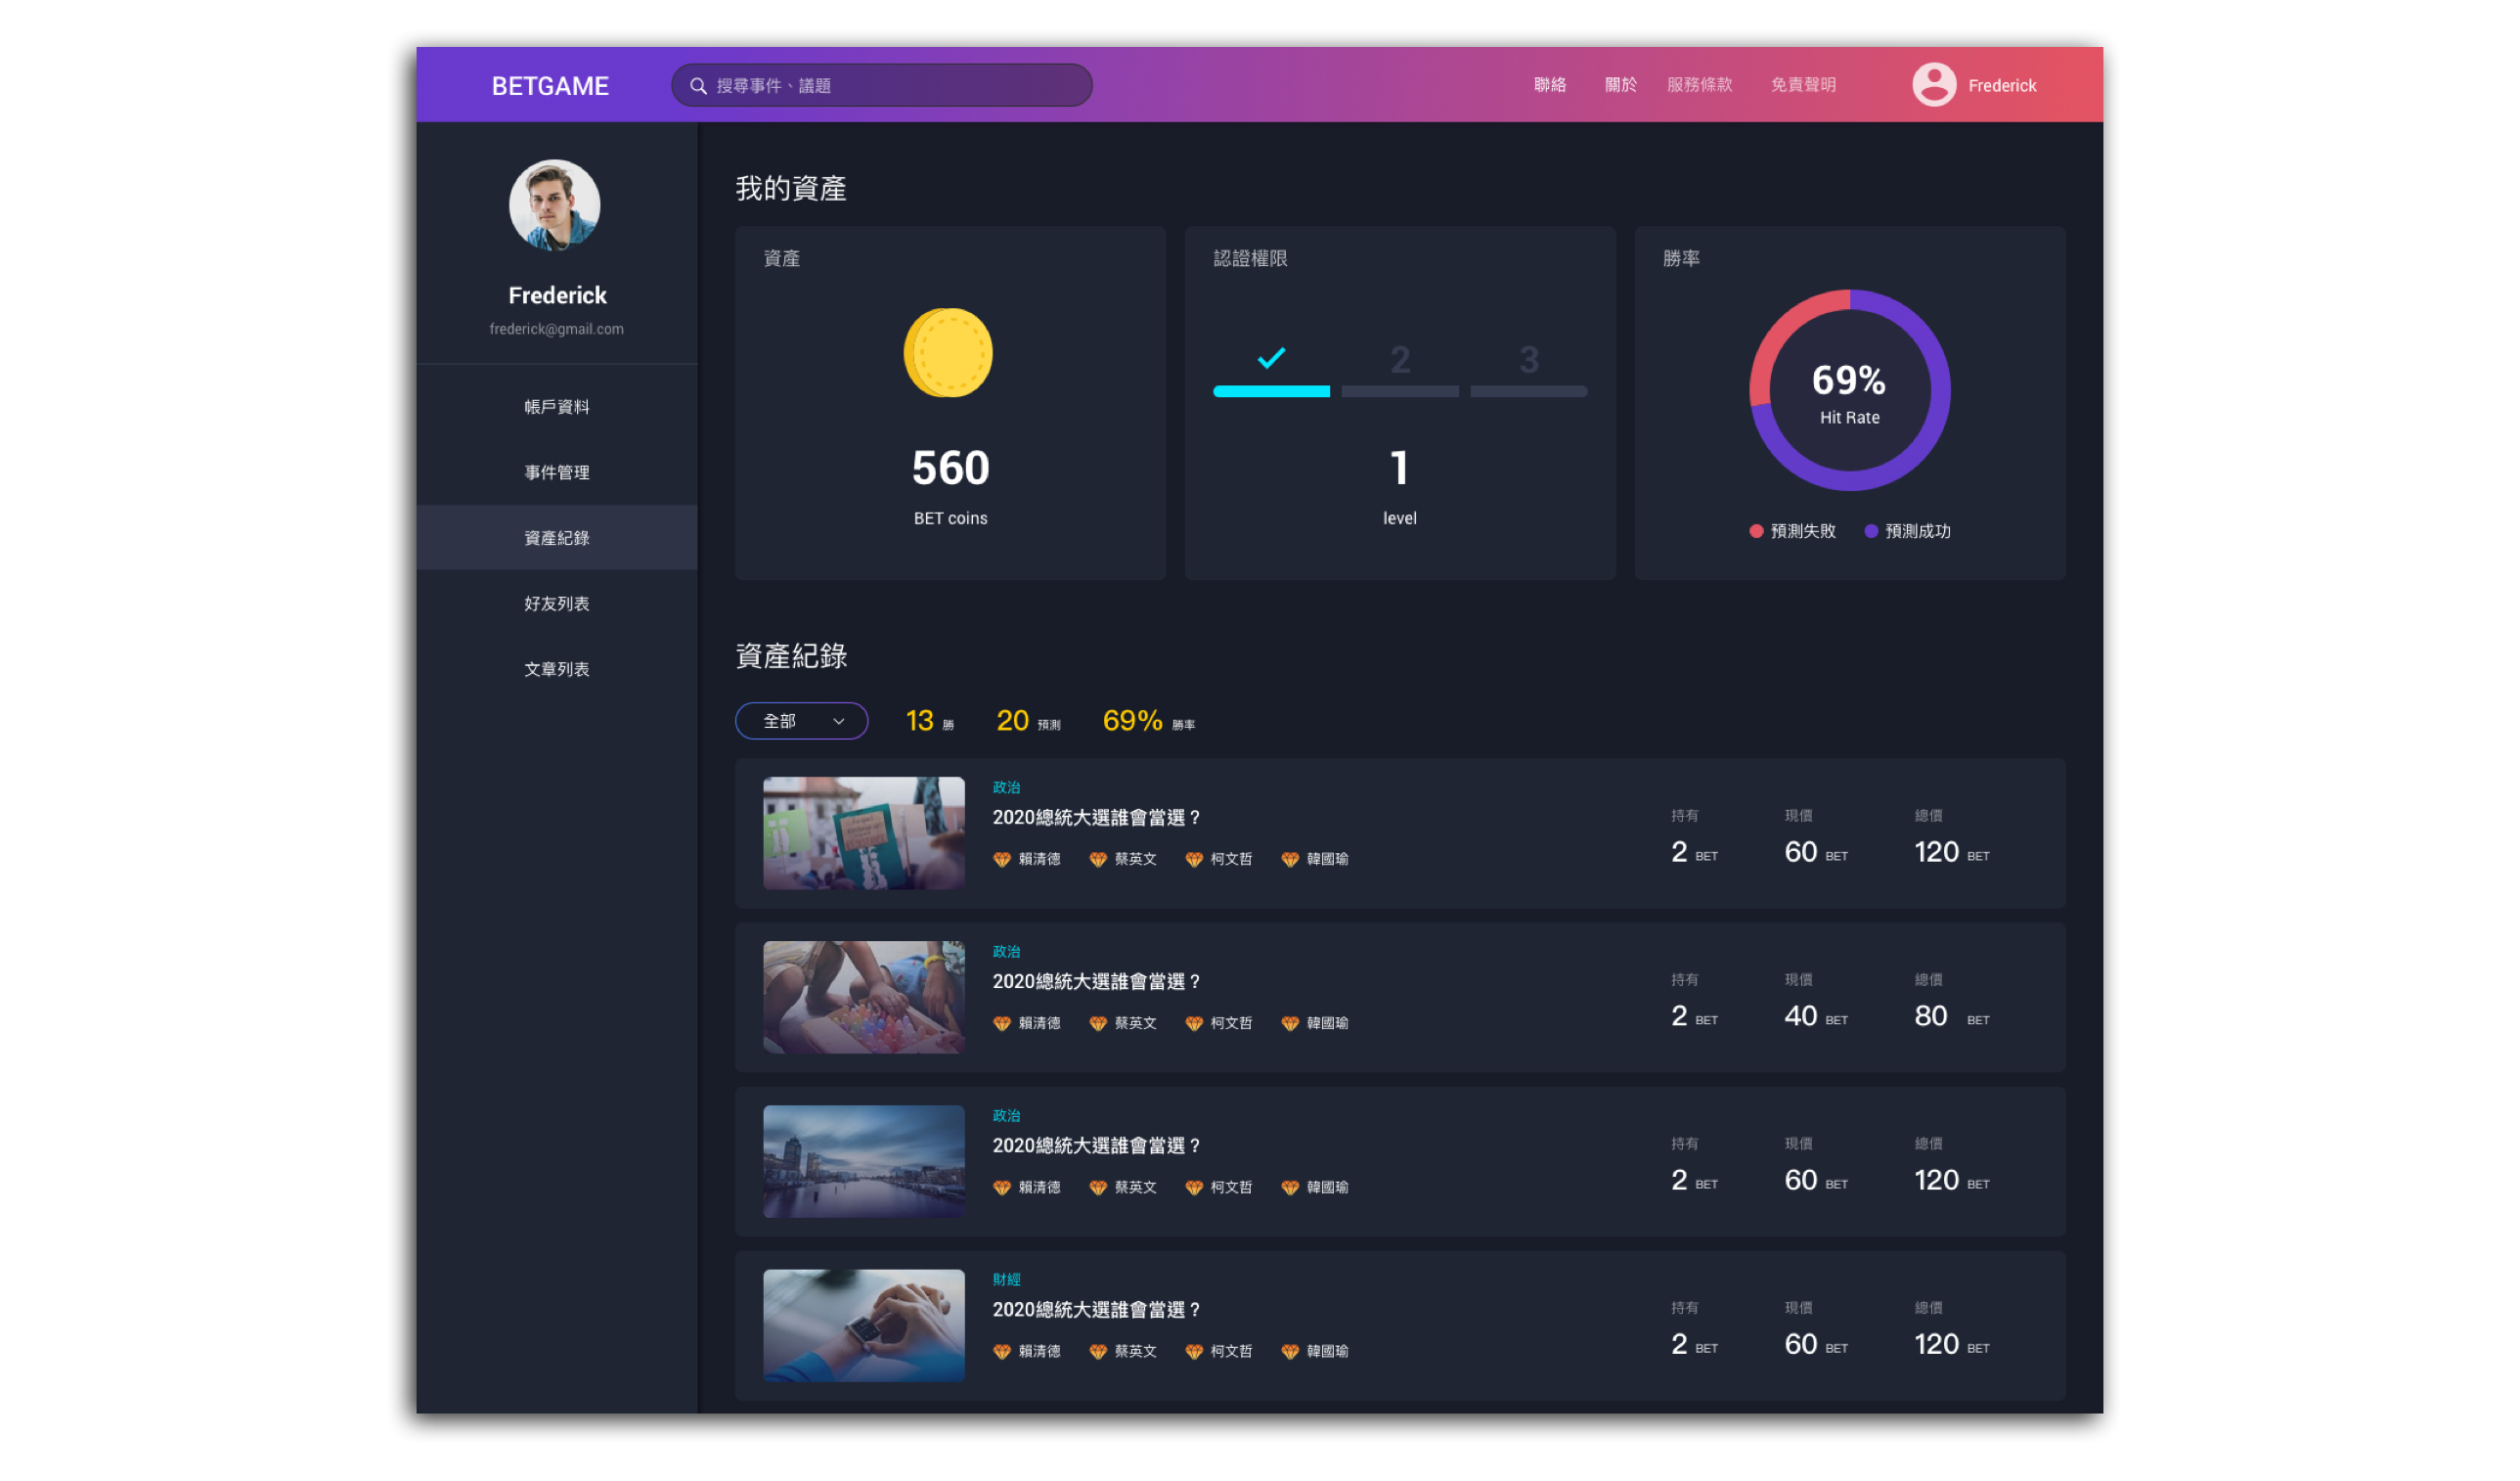 BETGAME
搜尋事件、議題
聯絡 關於 服務條款 免責聲明 Frederick
Frederick
frederick@gmail.com
帳戶資料
事件管理
資產紀錄
好友列表
文章列表
我的資產
資產
560
BET coins
認證權限
2 3
1
level
勝率
69%
Hit Rate
預測失敗 預測成功
資產紀錄
全部 13 勝 20 預測 69% 勝率
政治
2020總統大選誰會當選？
賴清德 蔡英文 柯文哲 韓國瑜
持有 現價 總價
2 BET 60 BET 120 BET
政治
2020總統大選誰會當選？
賴清德 蔡英文 柯文哲 韓國瑜
持有 現價 總價
2 BET 40 BET 80 BET
政治
2020總統大選誰會當選？
賴清德 蔡英文 柯文哲 韓國瑜
持有 現價 總價
2 BET 60 BET 120 BET
財經
2020總統大選誰會當選？
賴清德 蔡英文 柯文哲 韓國瑜
持有 現價 總價
2 BET 60 BET 120 BET